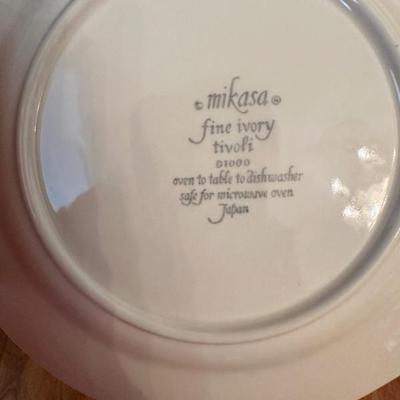 © mikasa ®
fine ivory
tivoli
D1000
oven to table to dishwasher
safe for microwave oven
Japan